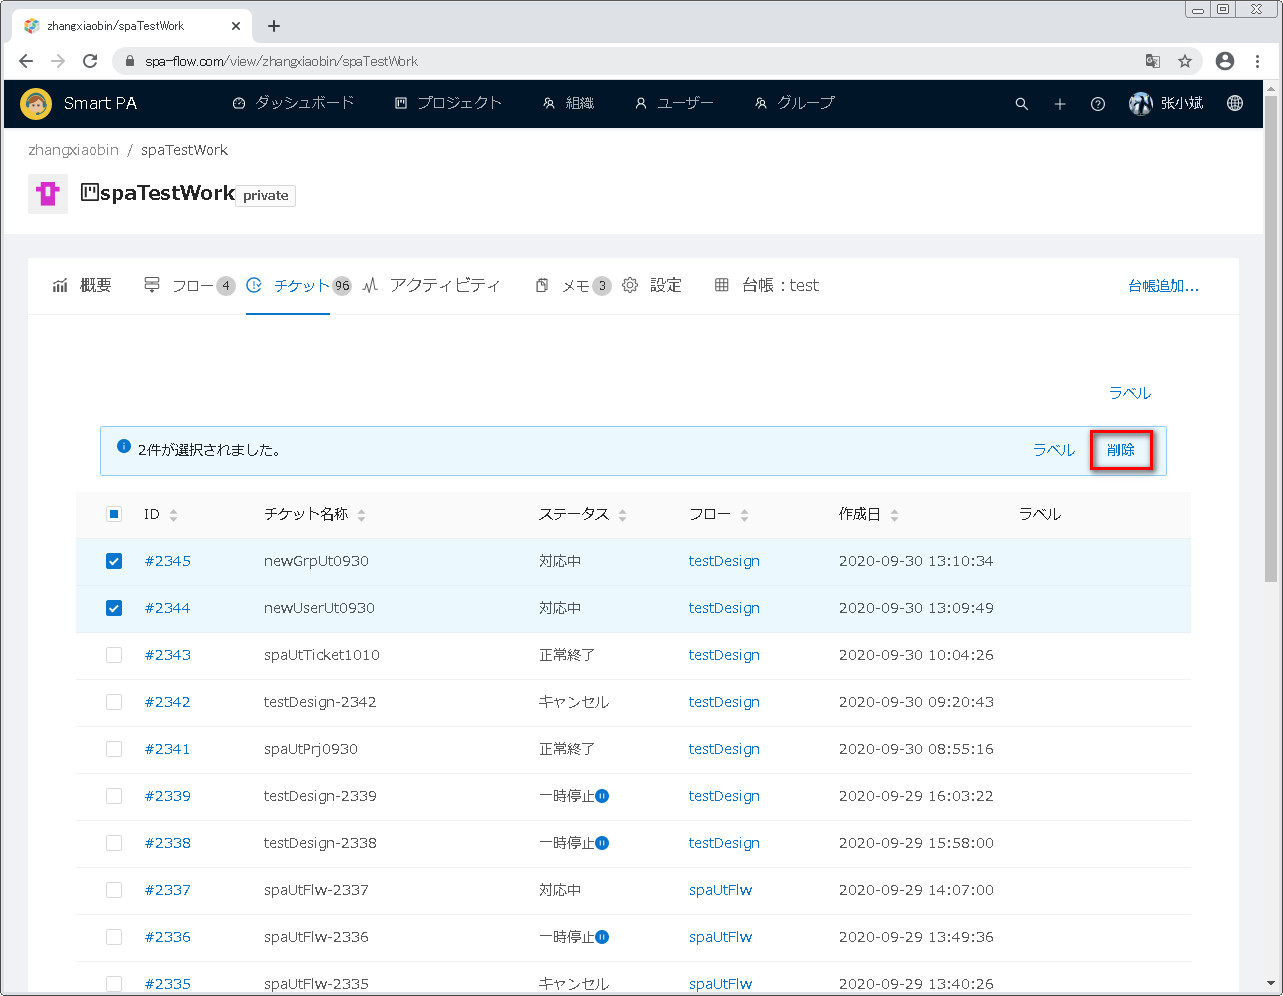 zhangxiaobin/spaTestWork
spa-flow.com/view/zhangxiaobin/spaTestWork
Smart PA ダッシュボード プロジェクト 組織 ユーザー グループ 张小斌
zhangxiaobin / spaTestWork
spaTestWork private
概要 フロー 4 チケット 96 アクティビティ メモ 3 設定 台帳：test 台帳追加...
ラベル
2件が選択されました。 ラベル 削除
ID チケット名称 ステータス フロー 作成日 ラベル
#2345 newGrpUt0930 対応中 testDesign 2020-09-30 13:10:34
#2344 newUserUt0930 対応中 testDesign 2020-09-30 13:09:49
#2343 spaUtTicket1010 正常終了 testDesign 2020-09-30 10:04:26
#2342 testDesign-2342 キャンセル testDesign 2020-09-30 09:20:43
#2341 spaUtPrj0930 正常終了 testDesign 2020-09-30 08:55:16
#2339 testDesign-2339 一時停止 testDesign 2020-09-29 16:03:22
#2338 testDesign-2338 一時停止 testDesign 2020-09-29 15:58:00
#2337 spaUtFlw-2337 対応中 spaUtFlw 2020-09-29 14:07:00
#2336 spaUtFlw-2336 一時停止 spaUtFlw 2020-09-29 13:49:36
#2335 spaUtFlw-2335 キャンセル spaUtFlw 2020-09-29 13:40:26